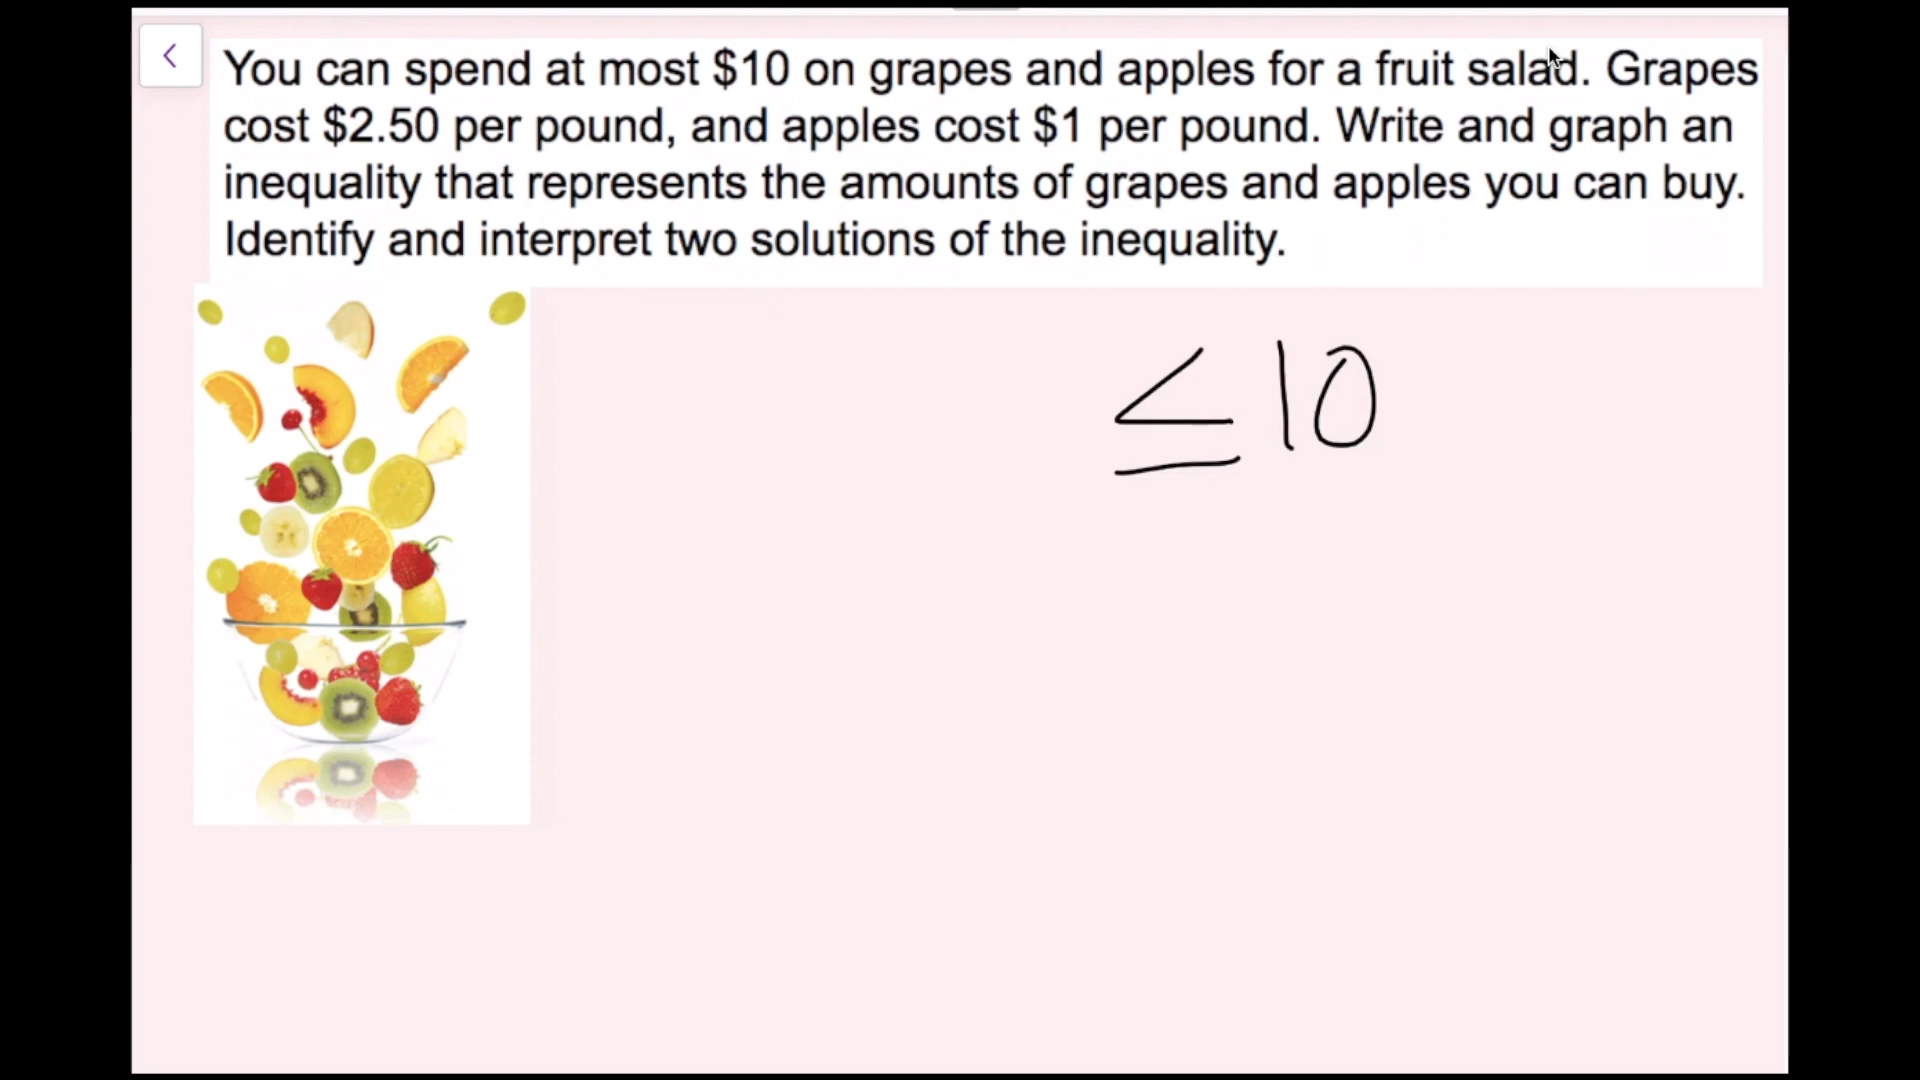 You can spend at most $10 on grapes and apples for a fruit salad. Grapes
cost $2.50 per pound, and apples cost $1 per pound. Write and graph an
inequality that represents the amounts of grapes and apples you can buy.
Identify and interpret two solutions of the inequality.
≤ 10